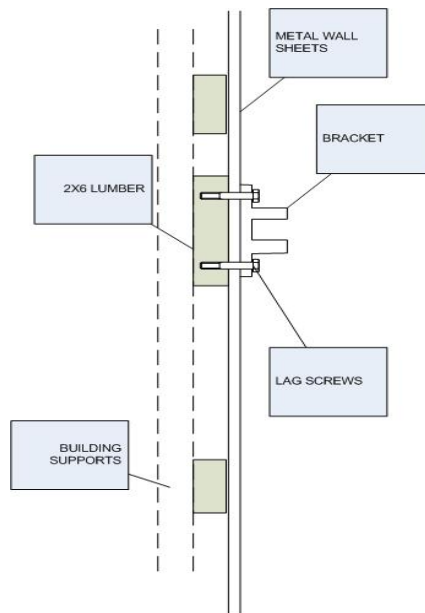 METAL WALL
SHEETS
BRACKET
2X6 LUMBER
LAG SCREWS
BUILDING
SUPPORTS